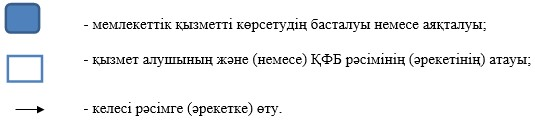 - мемлекеттік қызметті көрсетудің басталуы немесе аяқталуы;
- қызмет алушының және (немесе) ҚФБ рәсімінің (әрекетінің) атауы;
- келесі рәсімге (әрекетке) өту.